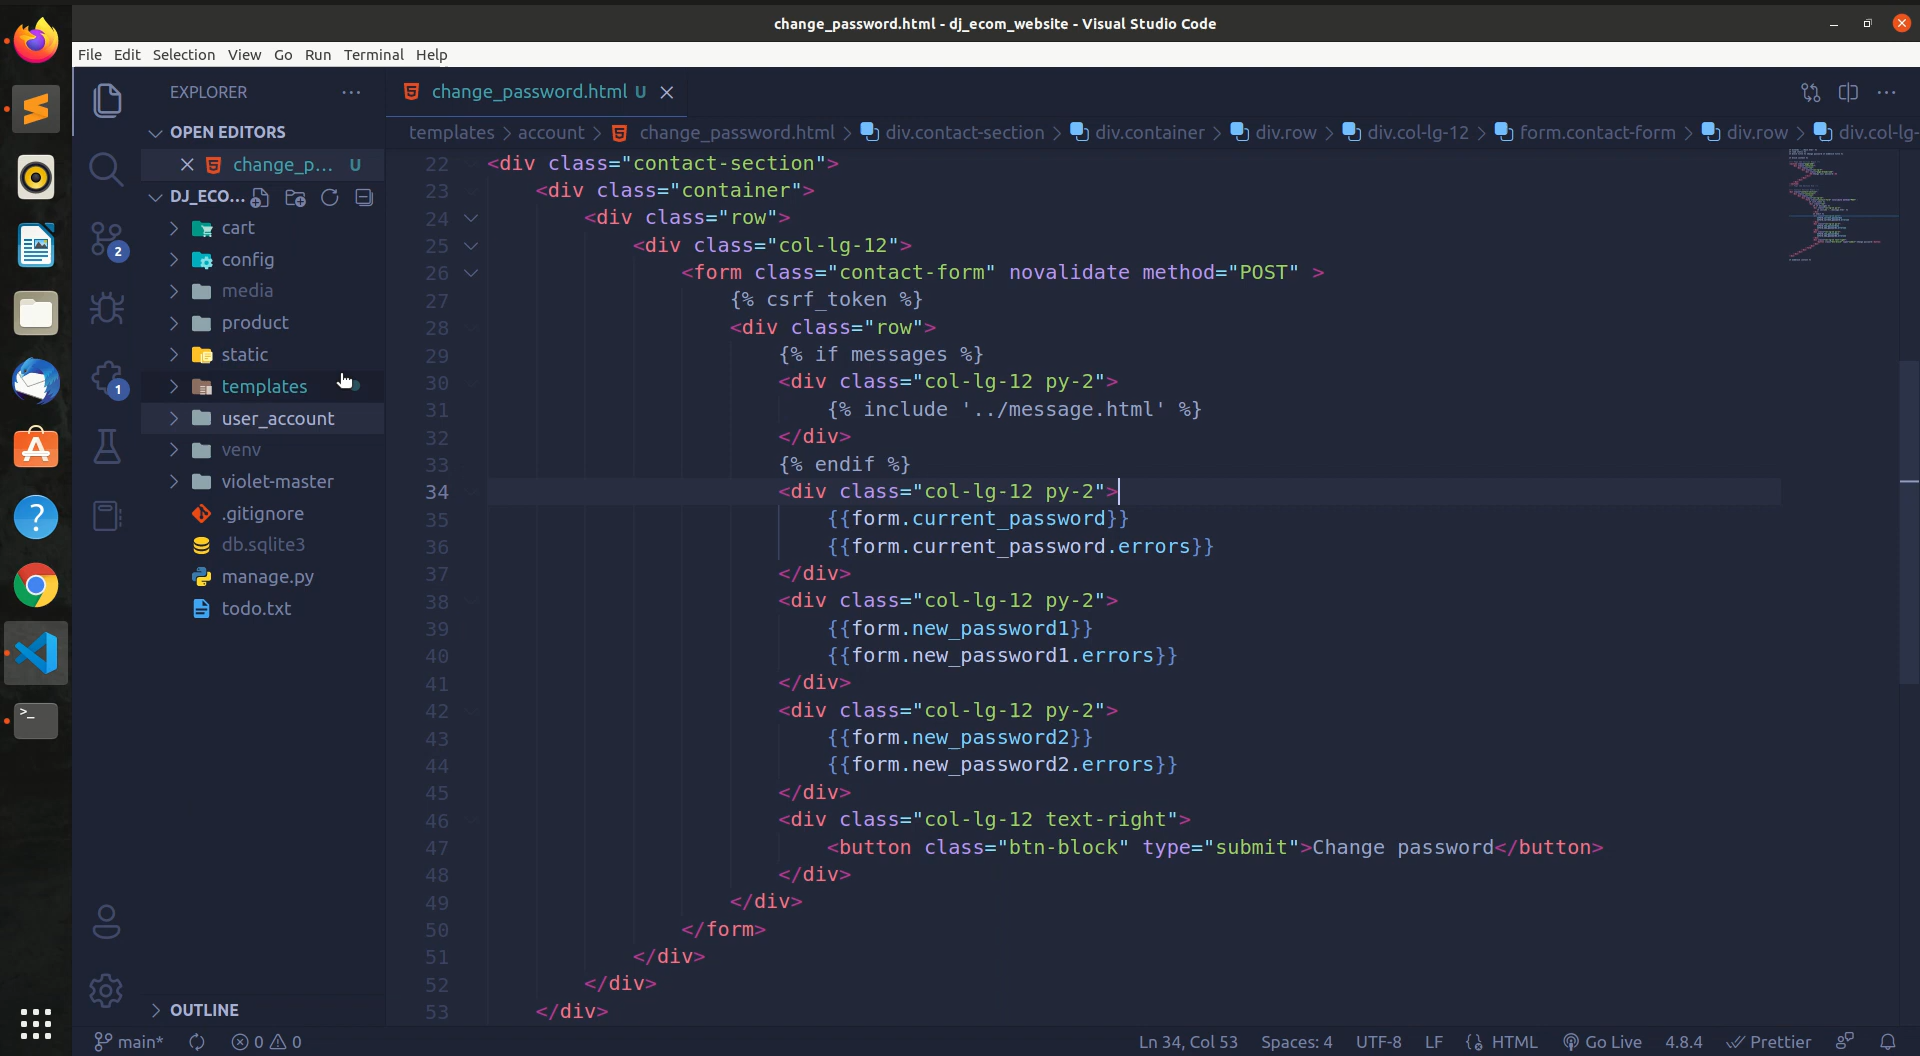 change_password.html - dj_ecom_website - Visual Studio Code
File Edit Selection View Go Run Terminal Help
EXPLORER
OPEN EDITORS
change_p... U
DJ_ECO...
cart
config
media
product
static
templates
user_account
venv
violet-master
.gitignore
db.sqlite3
manage.py
todo.txt
OUTLINE
2
1
change_password.html U
templates > account > change_password.html > div.contact-section > div.container > div.row > div.col-lg-12 > form.contact-form > div.row > div.col-lg-
22 <div class="contact-section">
23 <div class="container">
24 <div class="row">
25 <div class="col-lg-12">
26 <form class="contact-form" novalidate method="POST" >
27 {% csrf_token %}
28 <div class="row">
29 {% if messages %}
30 <div class="col-lg-12 py-2">
31 {% include '../message.html' %}
32 </div>
33 {% endif %}
34 <div class="col-lg-12 py-2">
35 {{form.current_password}}
36 {{form.current_password.errors}}
37 </div>
38 <div class="col-lg-12 py-2">
39 {{form.new_password1}}
40 {{form.new_password1.errors}}
41 </div>
42 <div class="col-lg-12 py-2">
43 {{form.new_password2}}
44 {{form.new_password2.errors}}
45 </div>
46 <div class="col-lg-12 text-right">
47 <button class="btn-block" type="submit">Change password</button>
48 </div>
49 </div>
50 </form>
51 </div>
52 </div>
53 </div>
main* 0 0 Ln 34, Col 53 Spaces: 4 UTF-8 LF HTML Go Live 4.8.4 Prettier